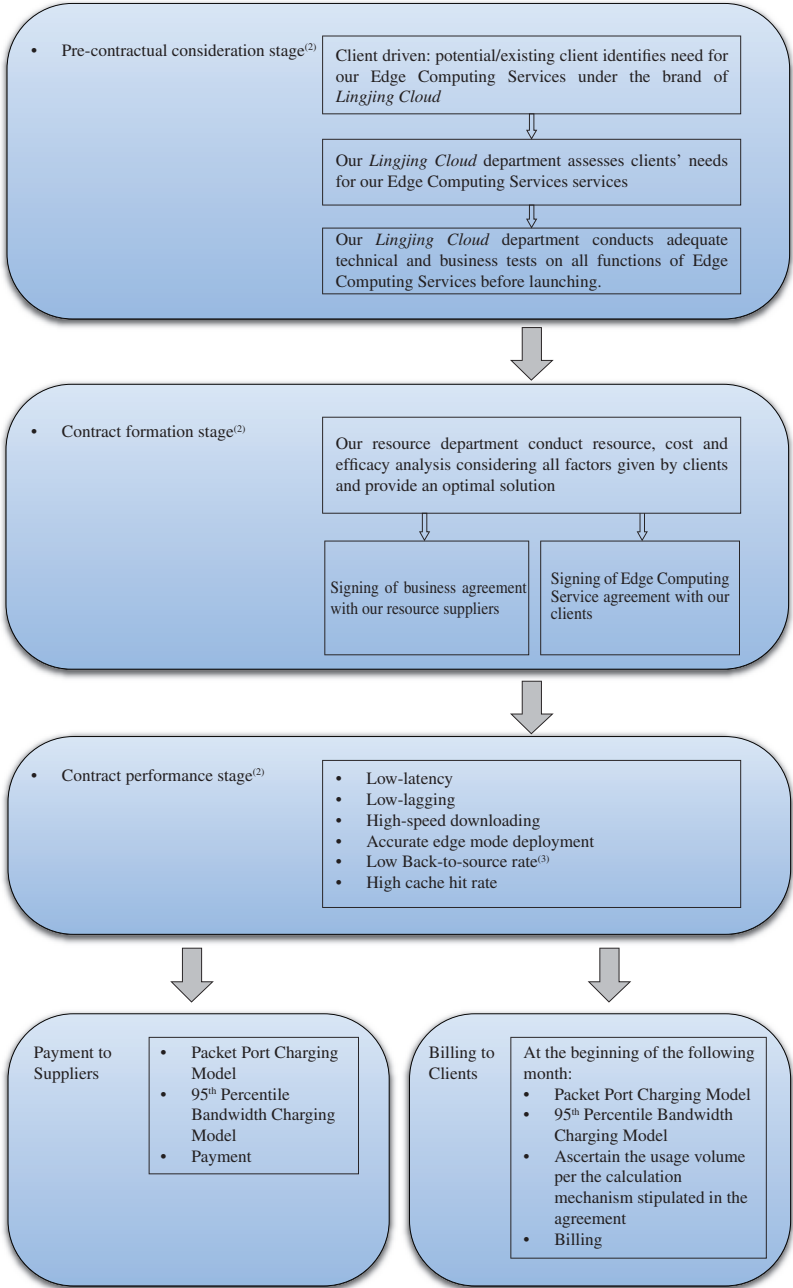 • Pre-contractual consideration stage(2)
Client driven: potential/existing client identifies need for
our Edge Computing Services under the brand of
Lingjing Cloud
Our Lingjing Cloud department assesses clients' needs
for our Edge Computing Services services
Our Lingjing Cloud department conducts adequate
technical and business tests on all functions of Edge
Computing Services before launching.
• Contract formation stage(2)
Our resource department conduct resource, cost and
efficacy analysis considering all factors given by clients
and provide an optimal solution
Signing of business agreement
with our resource suppliers
Signing of Edge Computing
Service agreement with our
clients
• Contract performance stage(2)
• Low-latency
• Low-lagging
• High-speed downloading
• Accurate edge mode deployment
• Low Back-to-source rate(3)
• High cache hit rate
Payment to
Suppliers
• Packet Port Charging
Model
• 95th Percentile
Bandwidth Charging
Model
• Payment
Billing to
Clients
At the beginning of the following
month:
• Packet Port Charging Model
• 95th Percentile Bandwidth
Charging Model
• Ascertain the usage volume
per the calculation
mechanism stipulated in the
agreement
• Billing